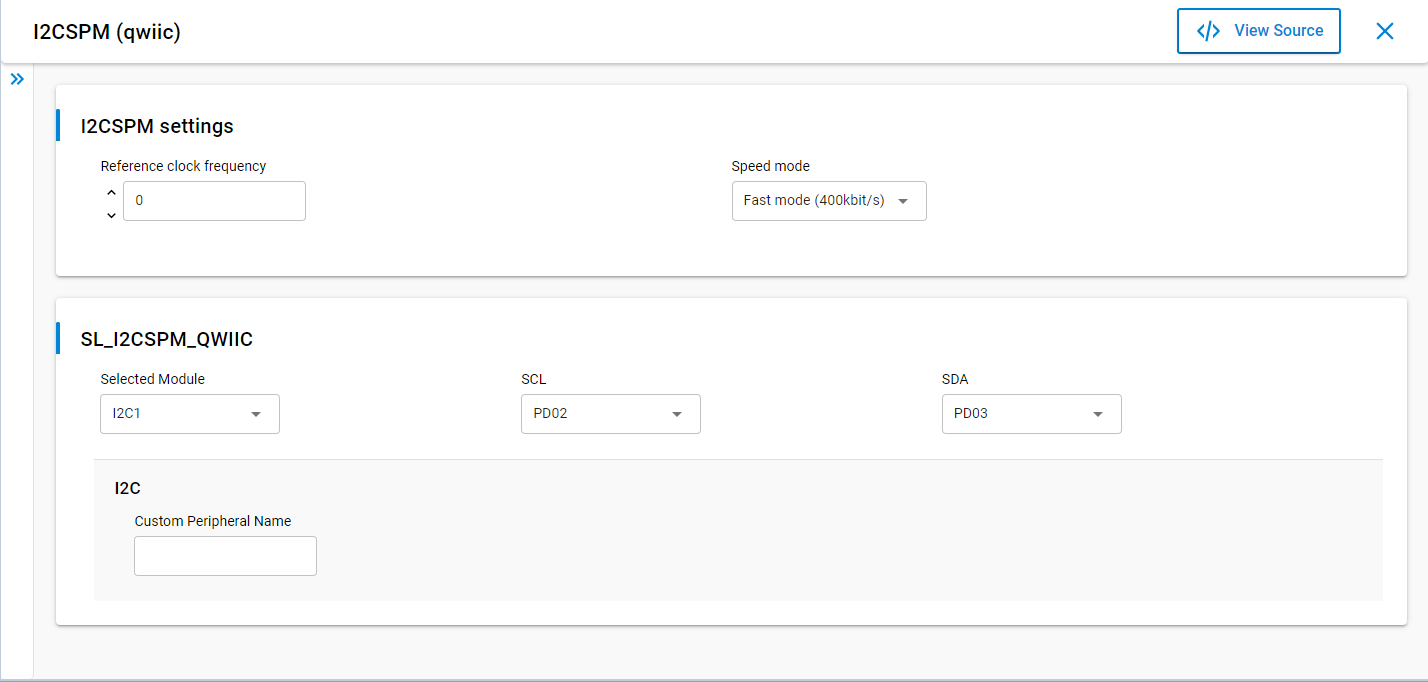 I2CSPM (qwiic)
</> View Source
I2CSPM settings
Reference clock frequency
Speed mode
0
Fast mode (400kbit/s)
SL_I2CSPM_QWIIC
Selected Module
SCL
SDA
I2C1
PD02
PD03
I2C
Custom Peripheral Name